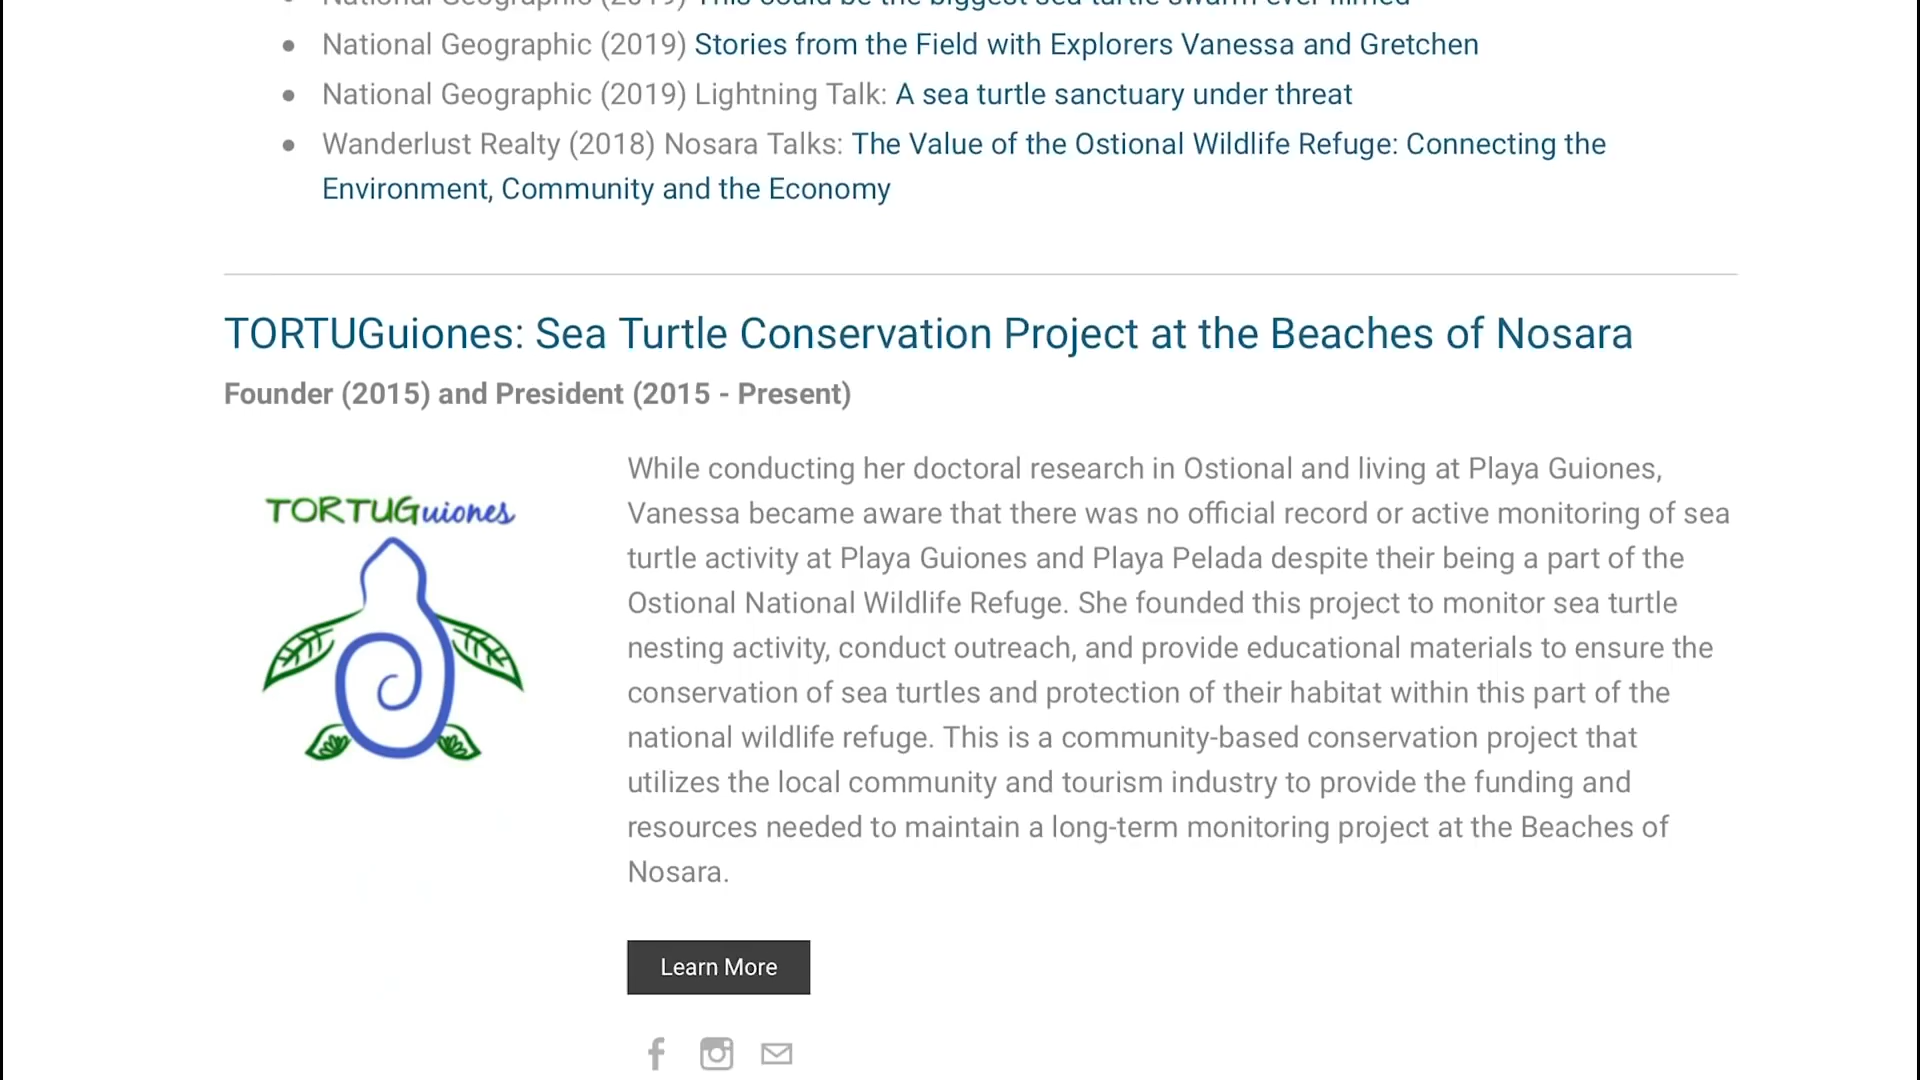 National Geographic (2019) This could be the biggest sea turtle swarm ever filmed
National Geographic (2019) Stories from the Field with Explorers Vanessa and Gretchen
National Geographic (2019) Lightning Talk: A sea turtle sanctuary under threat
Wanderlust Realty (2018) Nosara Talks: The Value of the Ostional Wildlife Refuge: Connecting the
Environment, Community and the Economy
TORTUGuiones: Sea Turtle Conservation Project at the Beaches of Nosara
Founder (2015) and President (2015 - Present)
TORTUGuiones
While conducting her doctoral research in Ostional and living at Playa Guiones,
Vanessa became aware that there was no official record or active monitoring of sea
turtle activity at Playa Guiones and Playa Pelada despite their being a part of the
Ostional National Wildlife Refuge. She founded this project to monitor sea turtle
nesting activity, conduct outreach, and provide educational materials to ensure the
conservation of sea turtles and protection of their habitat within this part of the
national wildlife refuge. This is a community-based conservation project that
utilizes the local community and tourism industry to provide the funding and
resources needed to maintain a long-term monitoring project at the Beaches of
Nosara.
Learn More